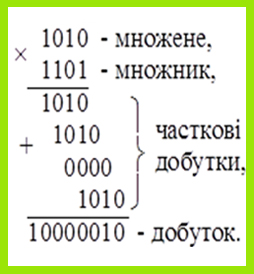 × 1010 - множене,
1101 - множник,
1010
+ 1010
0000
1010
часткові
добутки,
10000010 - добуток.